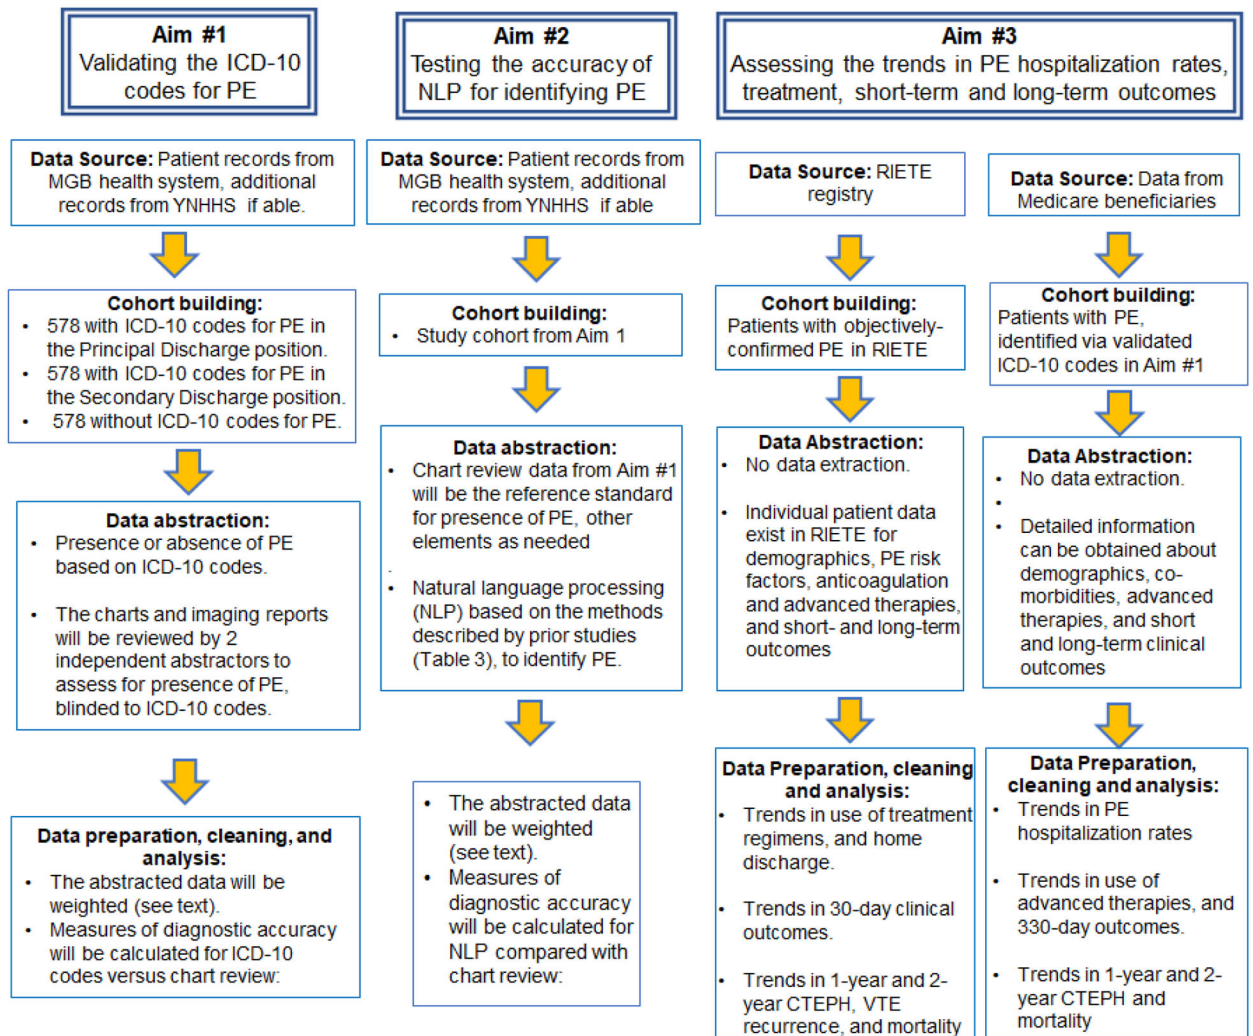 Aim #1
Validating the ICD-10
codes for PE
Data Source: Patient records from
MGB health system, additional
records from YNHHS if able.
Cohort building:
• 578 with ICD-10 codes for PE in
the Principal Discharge position.
• 578 with ICD-10 codes for PE in
the Secondary Discharge position.
• 578 without ICD-10 codes for PE.
Data abstraction:
• Presence or absence of PE
based on ICD-10 codes.
• The charts and imaging reports
will be reviewed by 2
independent abstractors to
assess for presence of PE,
blinded to ICD-10 codes.
Data preparation, cleaning, and
analysis:
• The abstracted data will be
weighted (see text).
• Measures of diagnostic accuracy
will be calculated for ICD-10
codes versus chart review:
Aim #2
Testing the accuracy of
NLP for identifying PE
Data Source: Patient records from
MGB health system, additional
records from YNHHS if able
Cohort building:
• Study cohort from Aim 1
Data abstraction:
• Chart review data from Aim #1
will be the reference standard
for presence of PE, other
elements as needed
.
• Natural language processing
(NLP) based on the methods
described by prior studies
(Table 3), to identify PE.
• The abstracted data
will be weighted
(see text).
• Measures of
diagnostic accuracy
will be calculated for
NLP compared with
chart review:
Aim #3
Assessing the trends in PE hospitalization rates,
treatment, short-term and long-term outcomes
Data Source: RIETE
registry
Cohort building:
Patients with objectively-
confirmed PE in RIETE
Data Abstraction:
• No data extraction.
• Individual patient data
exist in RIETE for
demographics, PE risk
factors, anticoagulation
and advanced therapies,
and short- and long-term
outcomes
Data Preparation, cleaning
and analysis:
• Trends in use of treatment
regimens, and home
discharge.
• Trends in 30-day clinical
outcomes.
• Trends in 1-year and 2-
year CTEPH, VTE
recurrence, and mortality
Data Source: Data from
Medicare beneficiaries
Cohort building:
Patients with PE,
identified via validated
ICD-10 codes in Aim #1
Data Abstraction:
• No data extraction.
•
• Detailed information
can be obtained about
demographics, co-
morbidities, advanced
therapies, and short
and long-term clinical
outcomes
Data Preparation,
cleaning and analysis:
• Trends in PE
hospitalization rates
• Trends in use of
advanced therapies, and
330-day outcomes.
• Trends in 1-year and 2-
year CTEPH and
mortality